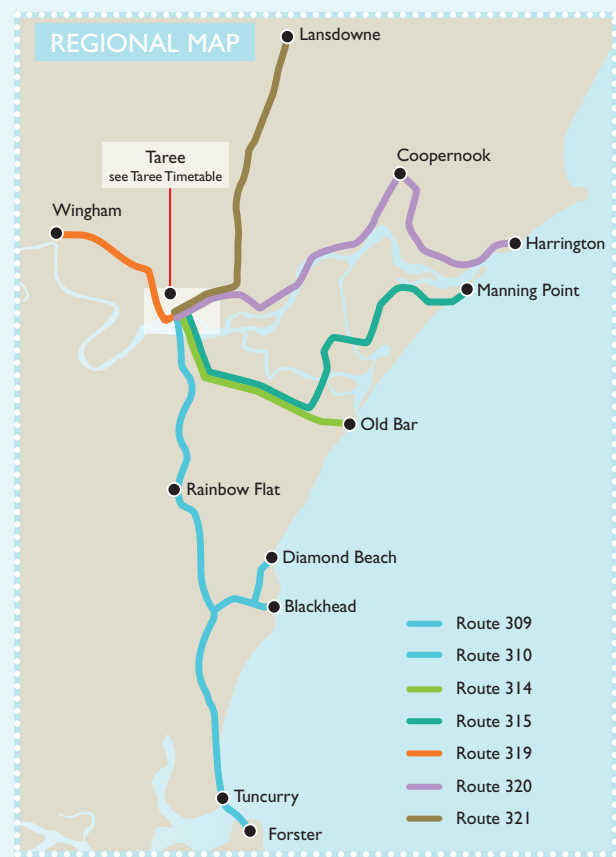 REGIONAL MAP
Lansdowne
Taree
see Taree Timetable
Coopernook
Wingham
Harrington
Manning Point
Old Bar
Rainbow Flat
Diamond Beach
Blackhead
Route 309
Route 310
Route 314
Route 315
Route 319
Route 320
Route 321
Tuncurry
Forster